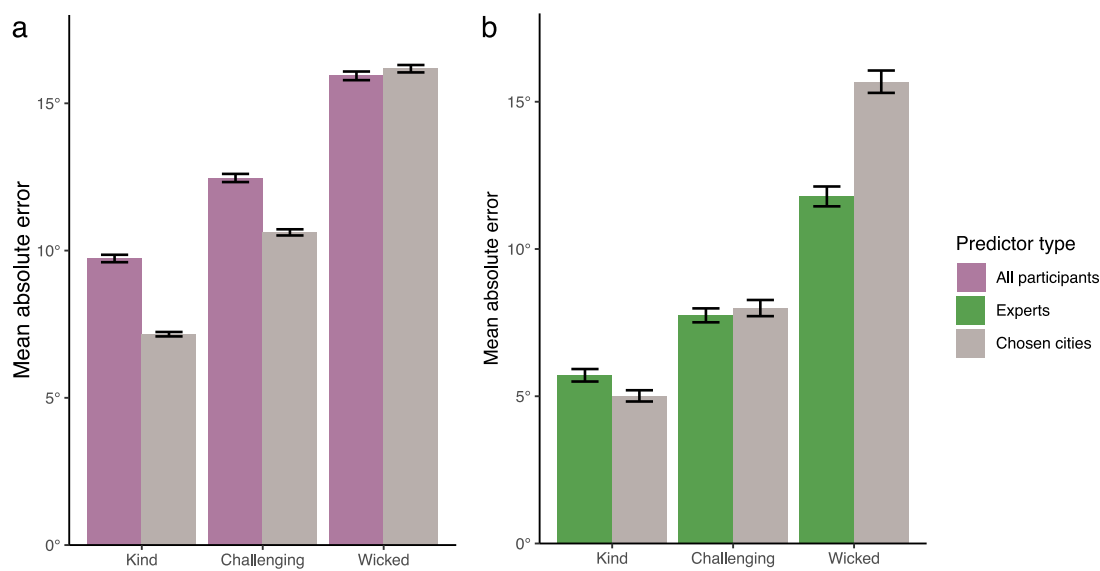 a
Mean absolute error
15°
10°
5°
0°
Kind
Challenging
Wicked
b
Mean absolute error
15°
10°
5°
0°
Kind
Challenging
Wicked
Predictor type
All participants
Experts
Chosen cities